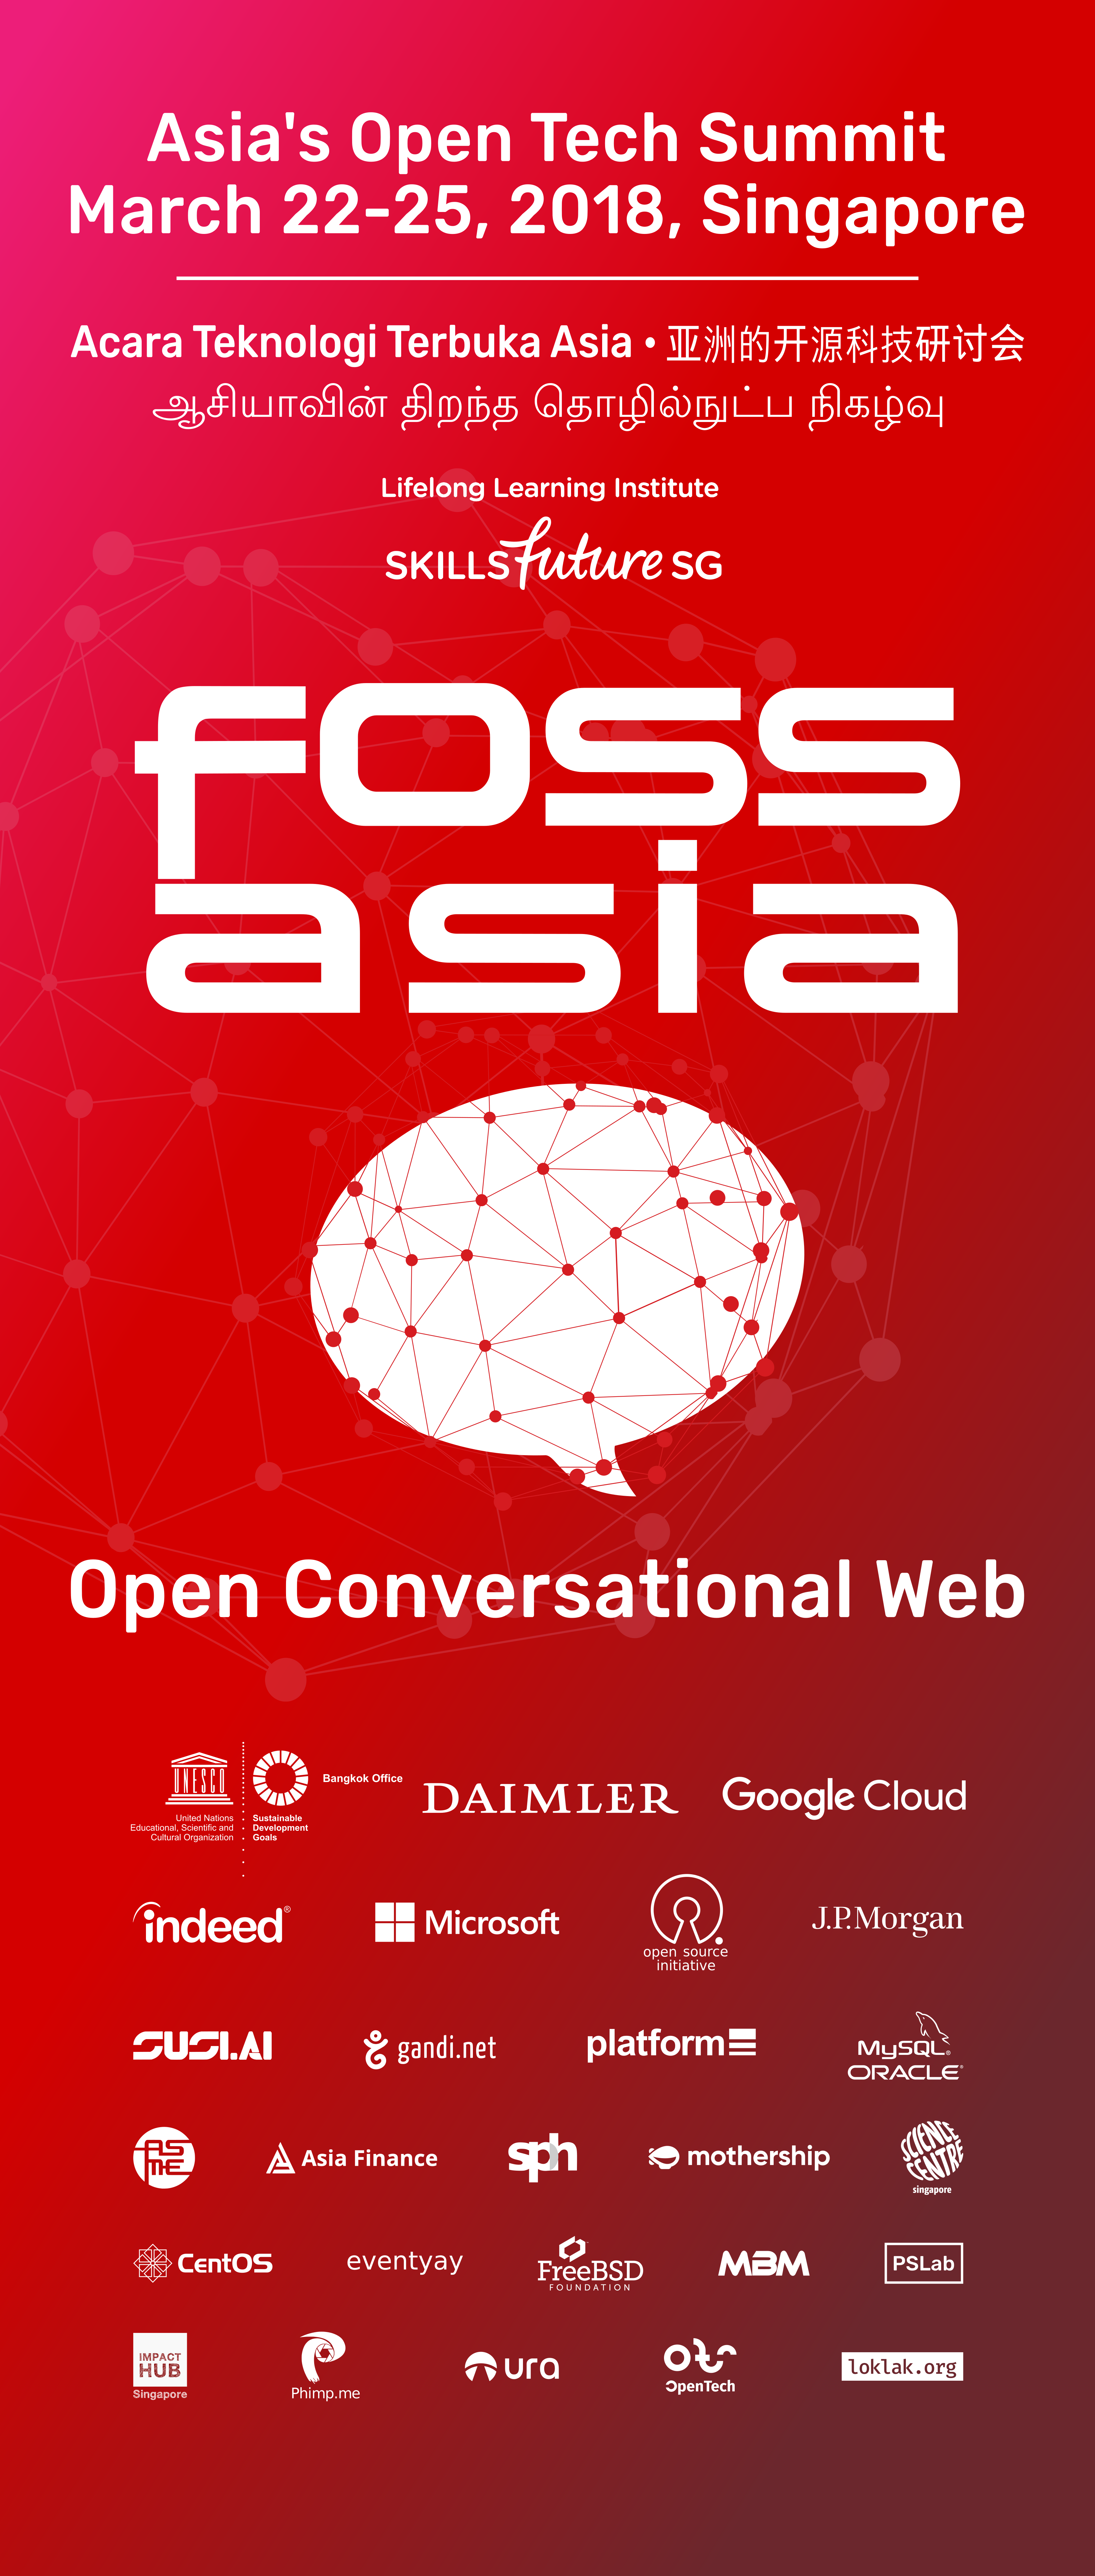 Asia's Open Tech Summit
March 22-25, 2018, Singapore
Acara Teknologi Terbuka Asia • 亚洲的开源科技研讨会
ஆசியாவின் திறந்த தொழில்நுட்ப நிகழ்வு
Lifelong Learning Institute
SKILLSfuture SG
foss
asia
Open Conversational Web
UNESCO
United Nations
Educational, Scientific and
Cultural Organization
Sustainable
Development
Goals
Bangkok Office
DAIMLER
Google Cloud
indeed®
Microsoft
open source
initiative
J.P.Morgan
SUSI.AI
gandi.net
platform
MySQL®
ORACLE®
ASME
Asia Finance
sph
mothership
SCIENCE
CENTRE
singapore
CentOS
eventyay
FreeBSD
FOUNDATION
MBM
PSLab
IMPACT
HUB
Singapore
Phimp.me
ura
otr
OpenTech
loklak.org